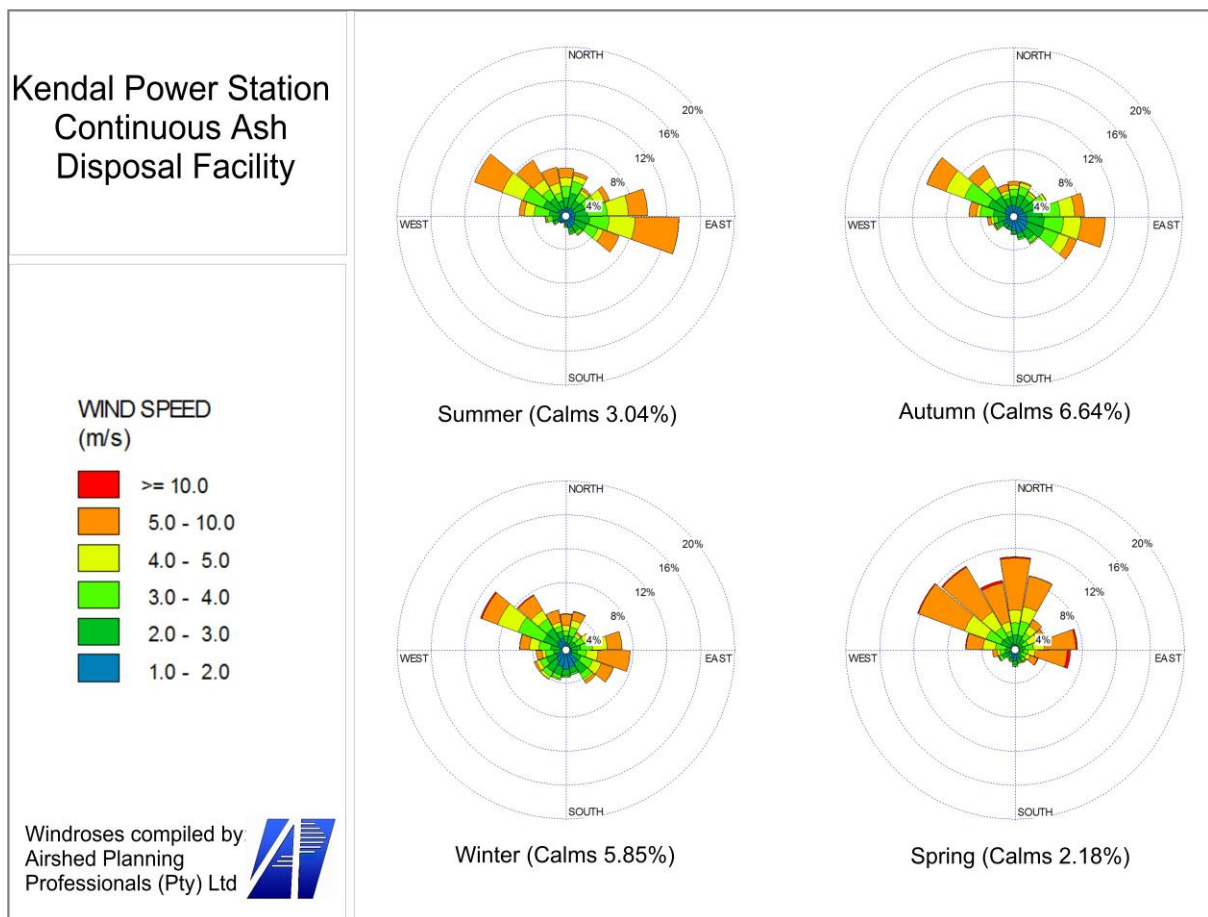 Kendal Power Station
Continuous Ash
Disposal Facility
WIND SPEED
(m/s)
>= 10.0
5.0 - 10.0
4.0 - 5.0
3.0 - 4.0
2.0 - 3.0
1.0 - 2.0
Windroses compiled by:
Airshed Planning
Professionals (Pty) Ltd
NORTH
20%
16%
12%
8%
4%
WEST
EAST
SOUTH
Summer (Calms 3.04%)
NORTH
20%
16%
12%
8%
4%
WEST
EAST
SOUTH
Autumn (Calms 6.64%)
NORTH
20%
16%
12%
8%
4%
WEST
EAST
SOUTH
Winter (Calms 5.85%)
NORTH
20%
16%
12%
8%
4%
WEST
EAST
SOUTH
Spring (Calms 2.18%)